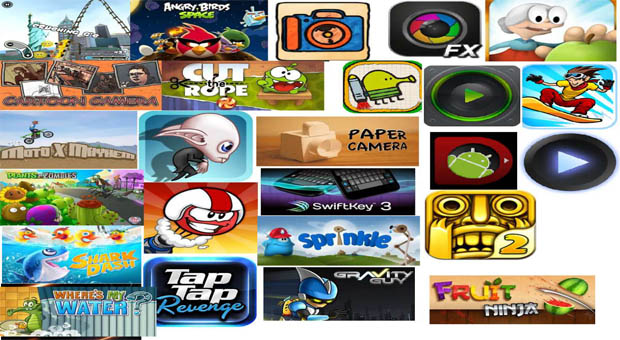 ANGRY BIRDS
SPACE
FX
CARTOON CAMERA
CUT
the
ROPE
MOTO X MAYHEM
PAPER
CAMERA
PLANTS vs. ZOMBIES
SwiftKey 3
SHARK
DASH
Sprinkle
2
WHERE'S MY
WATER?
TAP
TAP
Revenge
GRAVITY
GUY
FRUIT
NINJA